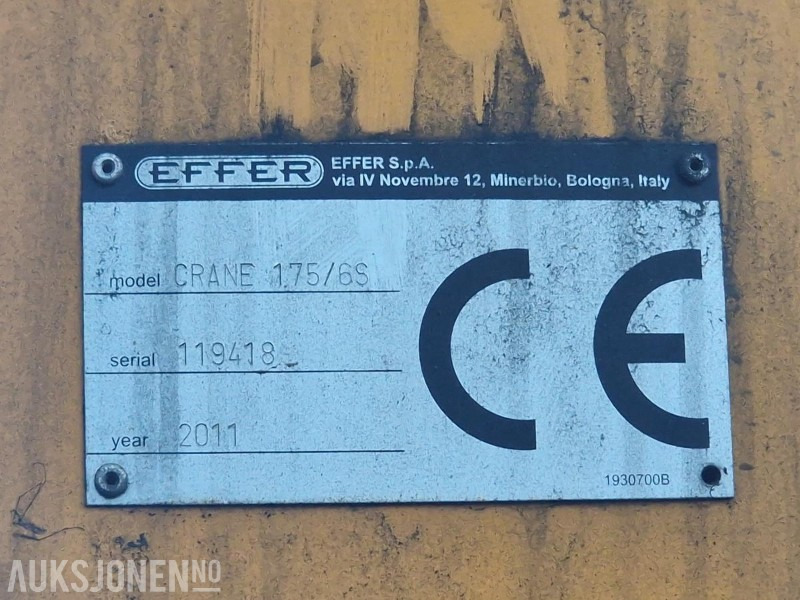 EFFER
EFFER S.p.A.
via IV Novembre 12, Minerbio, Bologna, Italy
model CRANE 175/6S
serial 119418
year 2011
CE
1930700B
AUKSJONEN.NO